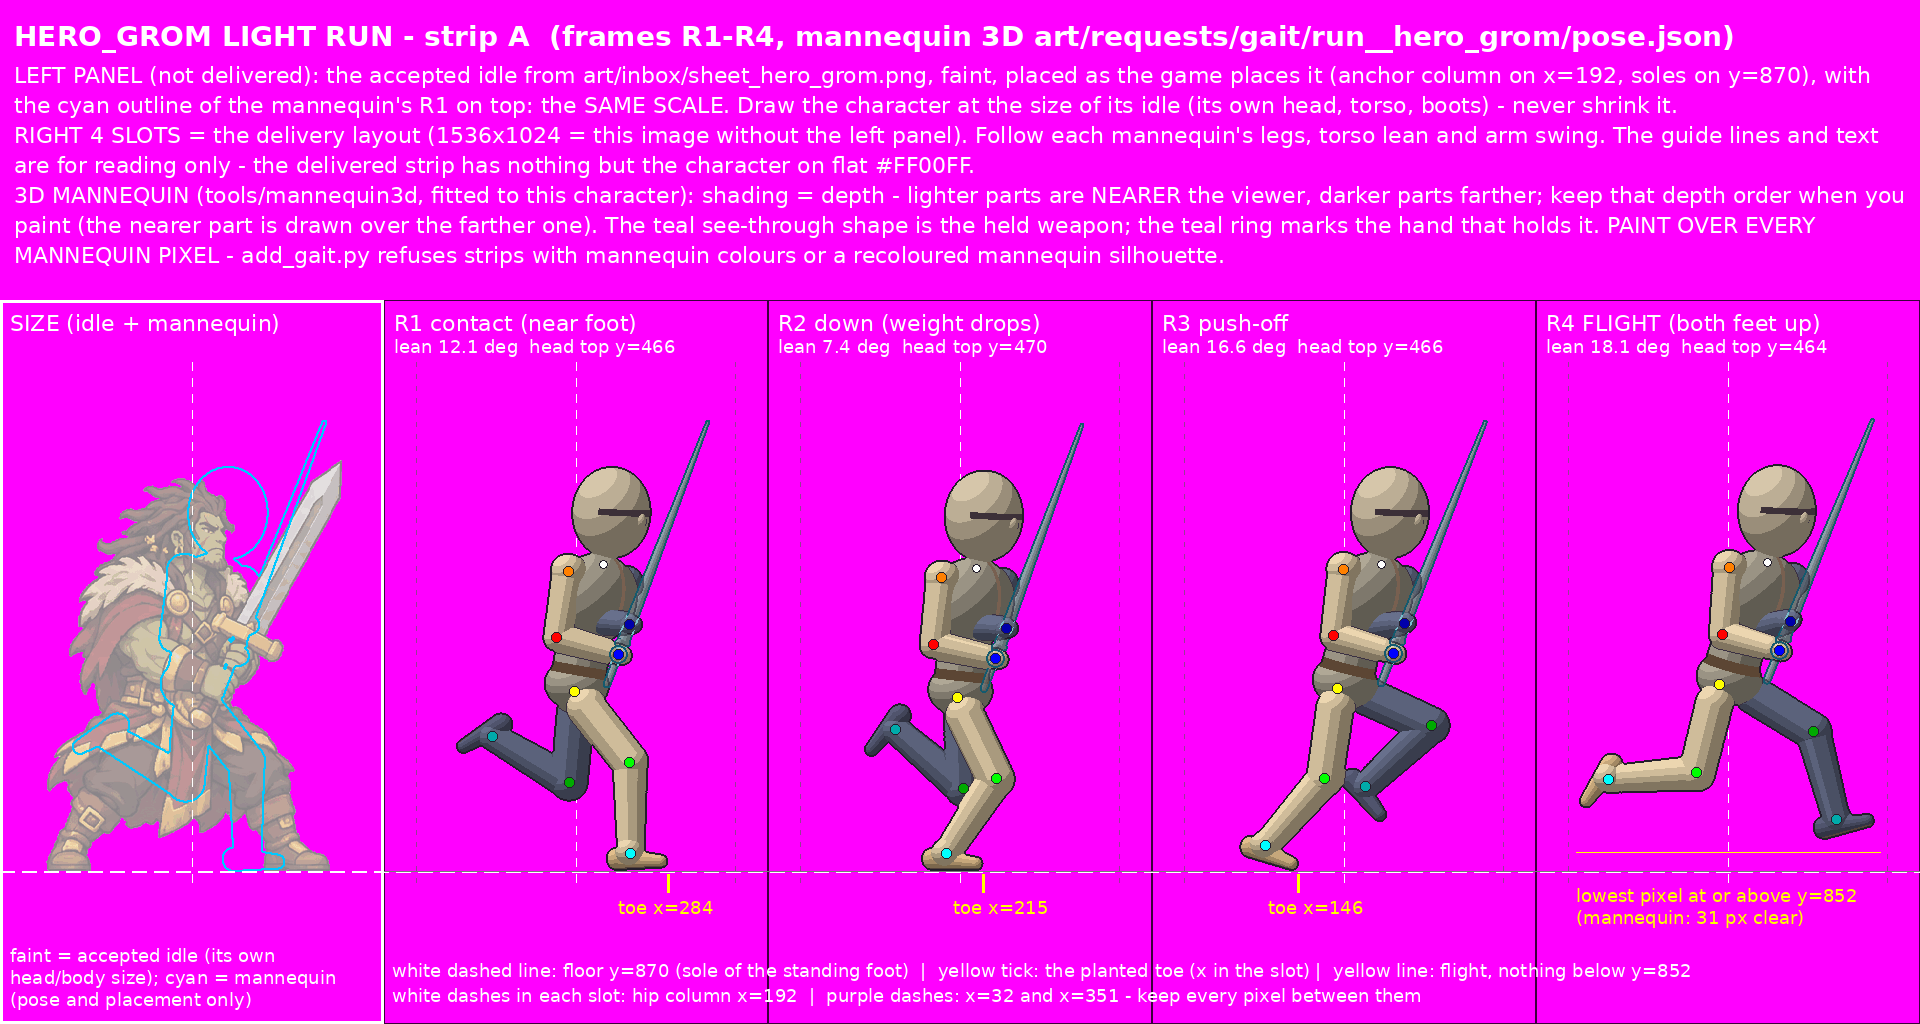 HERO_GROM LIGHT RUN - strip A  (frames R1-R4, mannequin 3D art/requests/gait/run__hero_grom/pose.json)
LEFT PANEL (not delivered): the accepted idle from art/inbox/sheet_hero_grom.png, faint, placed as the game places it (anchor column on x=192, soles on y=870), with
the cyan outline of the mannequin's R1 on top: the SAME SCALE. Draw the character at the size of its idle (its own head, torso, boots) - never shrink it.
RIGHT 4 SLOTS = the delivery layout (1536x1024 = this image without the left panel). Follow each mannequin's legs, torso lean and arm swing. The guide lines and text
are for reading only - the delivered strip has nothing but the character on flat #FF00FF.
3D MANNEQUIN (tools/mannequin3d, fitted to this character): shading = depth - lighter parts are NEARER the viewer, darker parts farther; keep that depth order when you
paint (the nearer part is drawn over the farther one). The teal see-through shape is the held weapon; the teal ring marks the hand that holds it. PAINT OVER EVERY
MANNEQUIN PIXEL - add_gait.py refuses strips with mannequin colours or a recoloured mannequin silhouette.
SIZE (idle + mannequin)
R1 contact (near foot)
lean 12.1 deg  head top y=466
R2 down (weight drops)
lean 7.4 deg  head top y=470
R3 push-off
lean 16.6 deg  head top y=466
R4 FLIGHT (both feet up)
lean 18.1 deg  head top y=464
toe x=284
toe x=215
toe x=146
lowest pixel at or above y=852
(mannequin: 31 px clear)
faint = accepted idle (its own
head/body size); cyan = mannequin
(pose and placement only)
white dashed line: floor y=870 (sole of the standing foot)  |  yellow tick: the planted toe (x in the slot) |  yellow line: flight, nothing below y=852
white dashes in each slot: hip column x=192  |  purple dashes: x=32 and x=351 - keep every pixel between them